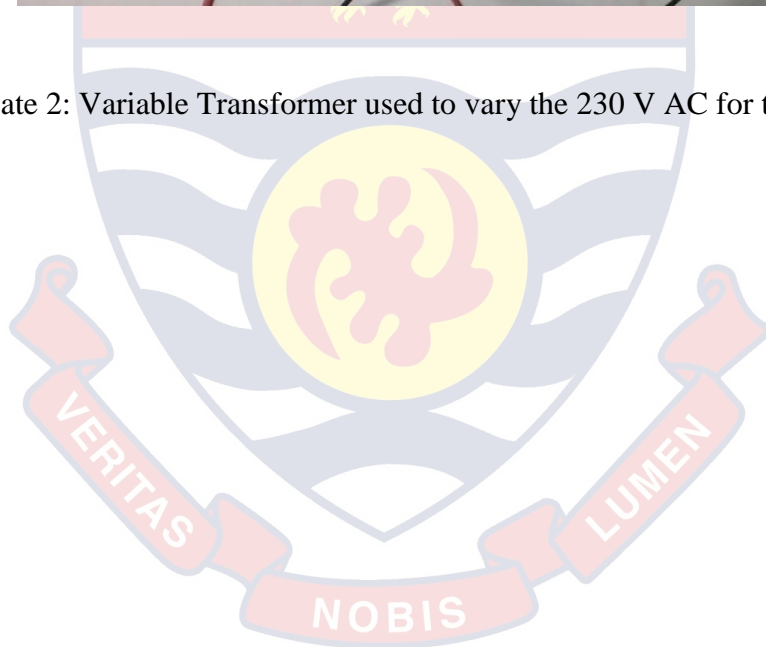 ate 2: Variable Transformer used to vary the 230 V AC for t
VERITAS
NOBIS
LUMEN